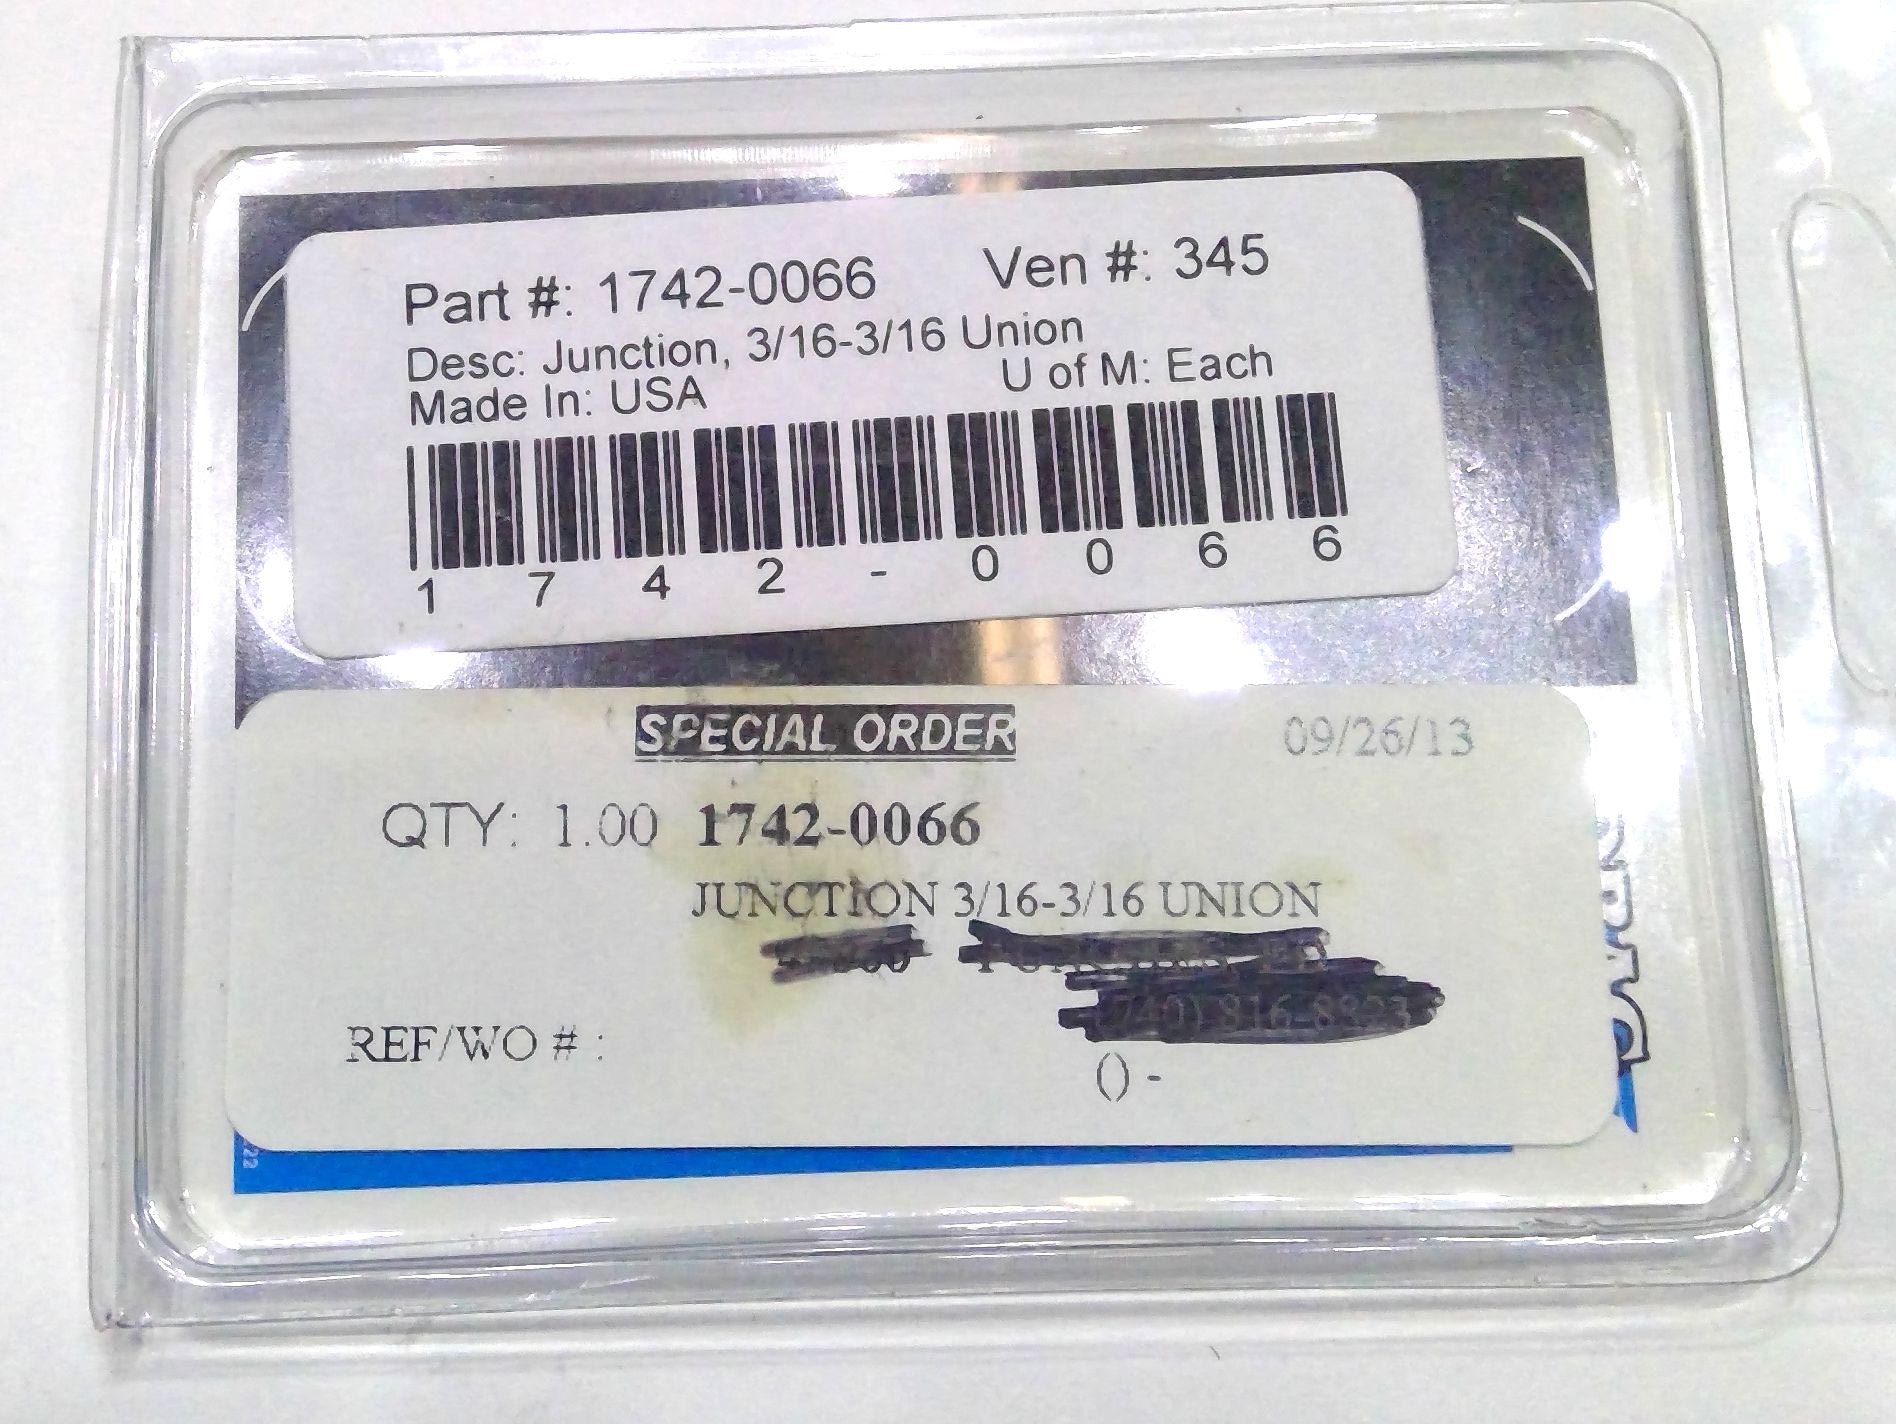 Part #: 1742-0066 Ven #: 345
Desc: Junction, 3/16-3/16 Union
Made In: USA U of M: Each
1 7 4 2 - 0 0 6 6
SPECIAL ORDER 09/26/13
QTY: 1.00 1742-0066
JUNCTION 3/16-3/16 UNION
REF/WO # :
() -